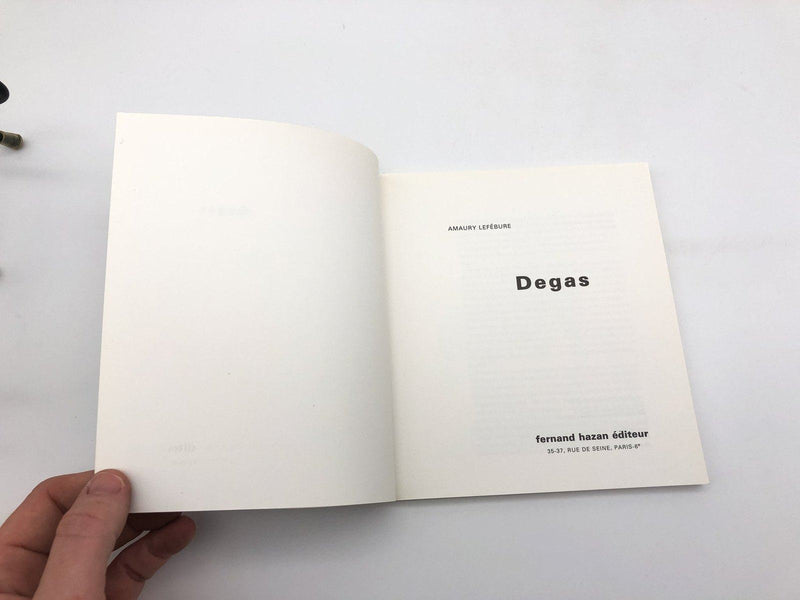 AMAURY LEFÉBURE
Degas
fernand hazan éditeur
35-37, RUE DE SEINE, PARIS-6e